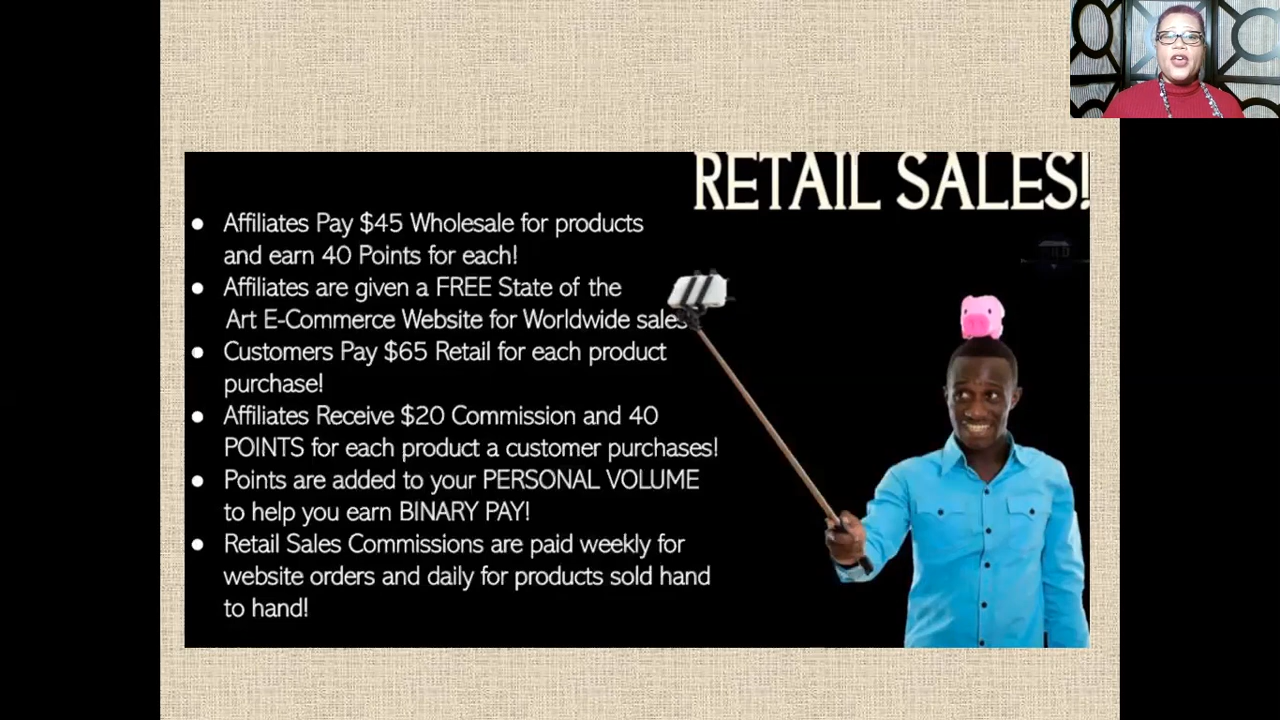 RETAIL SALES!
● Affiliates Pay $45 Wholesale for products
and earn 40 Points for each!
● Affiliates are given a FREE State of the
Art E-Commerce Website for Worldwide sales
● Customers Pay $65 Retail for each product
purchase!
● Affiliates Receive $20 Commission and 40
POINTS for each product a customer purchases!
● Points are added to your PERSONAL VOLUME
to help you earn BINARY PAY!
● Retail Sales Commissions are paid weekly for
website orders and daily for products sold hand
to hand!